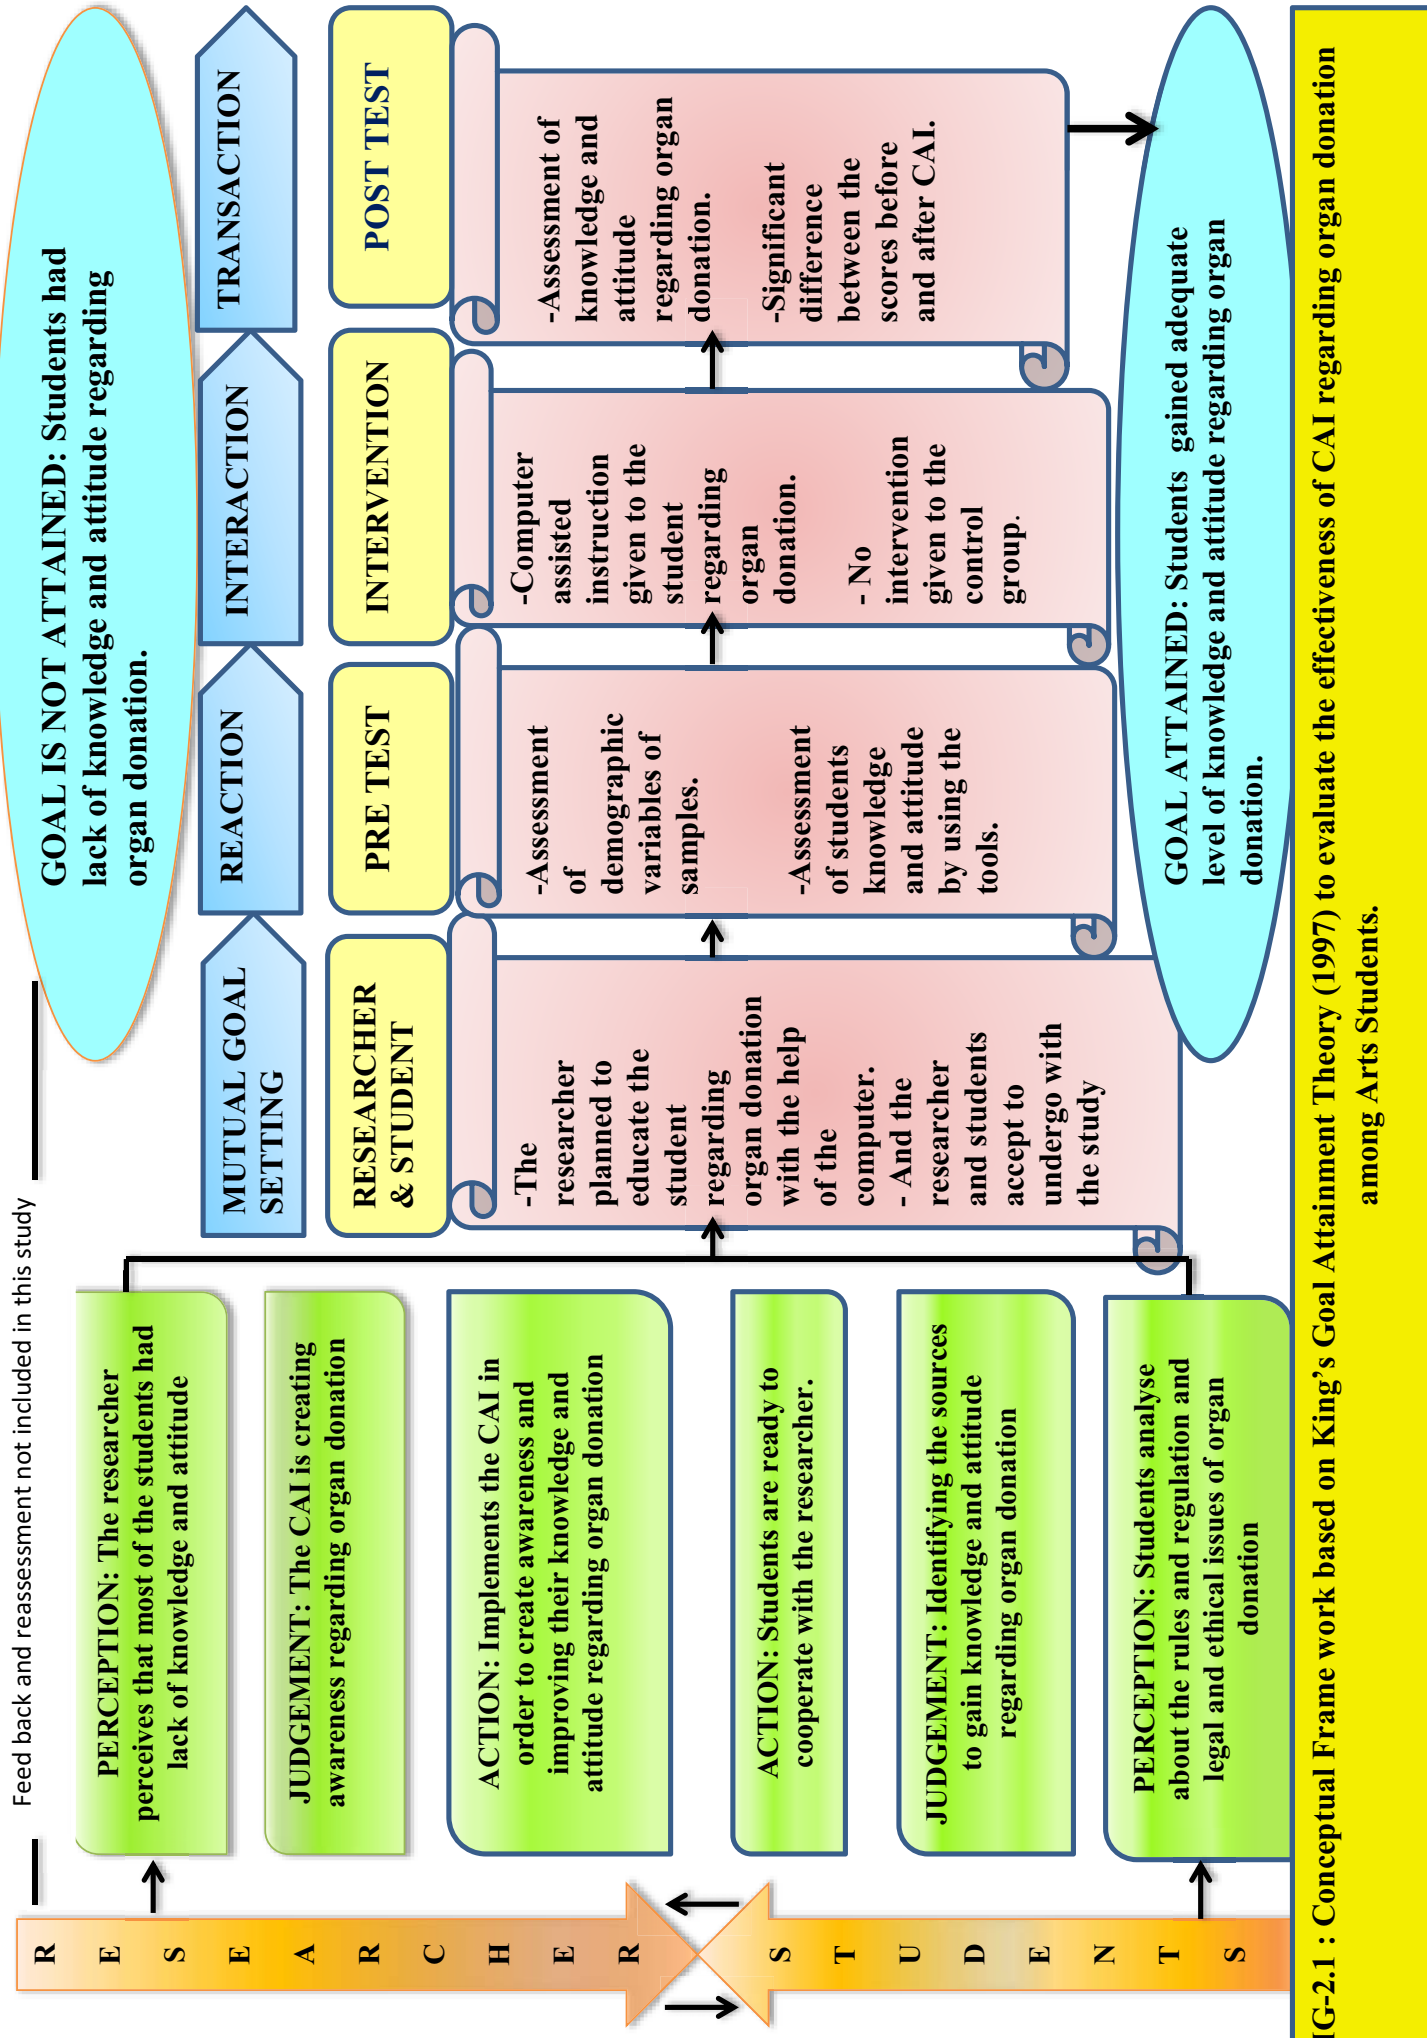 Feed back and reassessment not included in this study
GOAL IS NOT ATTAINED: Students had
lack of knowledge and attitude regarding
organ donation.
R
E
S
E
A
R
C
H
E
R
S
T
U
D
E
N
T
S
PERCEPTION: The researcher
perceives that most of the students had
lack of knowledge and attitude
JUDGEMENT: The CAI is creating
awareness regarding organ donation
ACTION: Implements the CAI in
order to create awareness and
improving their knowledge and
attitude regarding organ donation
ACTION: Students are ready to
cooperate with the researcher.
JUDGEMENT: Identifying the sources
to gain knowledge and attitude
regarding organ donation
PERCEPTION: Students analyse
about the rules and regulation and
legal and ethical issues of organ
donation
MUTUAL GOAL
SETTING
RESEARCHER
& STUDENT
-The
researcher
planned to
educate the
student
regarding
organ donation
with the help
of the
computer.
- And the
researcher
and students
accept to
undergo with
the study
REACTION
PRE TEST
-Assessment
of
demographic
variables of
samples.
-Assessment
of students
knowledge
and attitude
by using the
tools.
INTERACTION
INTERVENTION
-Computer
assisted
instruction
given to the
student
regarding
organ
donation.
- No
intervention
given to the
control
group.
TRANSACTION
POST TEST
-Assessment of
knowledge and
attitude
regarding organ
donation.
-Significant
difference
between the
scores before
and after CAI.
GOAL ATTAINED: Students gained adequate
level of knowledge and attitude regarding organ
donation.
IG-2.1 : Conceptual Frame work based on King's Goal Attainment Theory (1997) to evaluate the effectiveness of CAI regarding organ donation
among Arts Students.